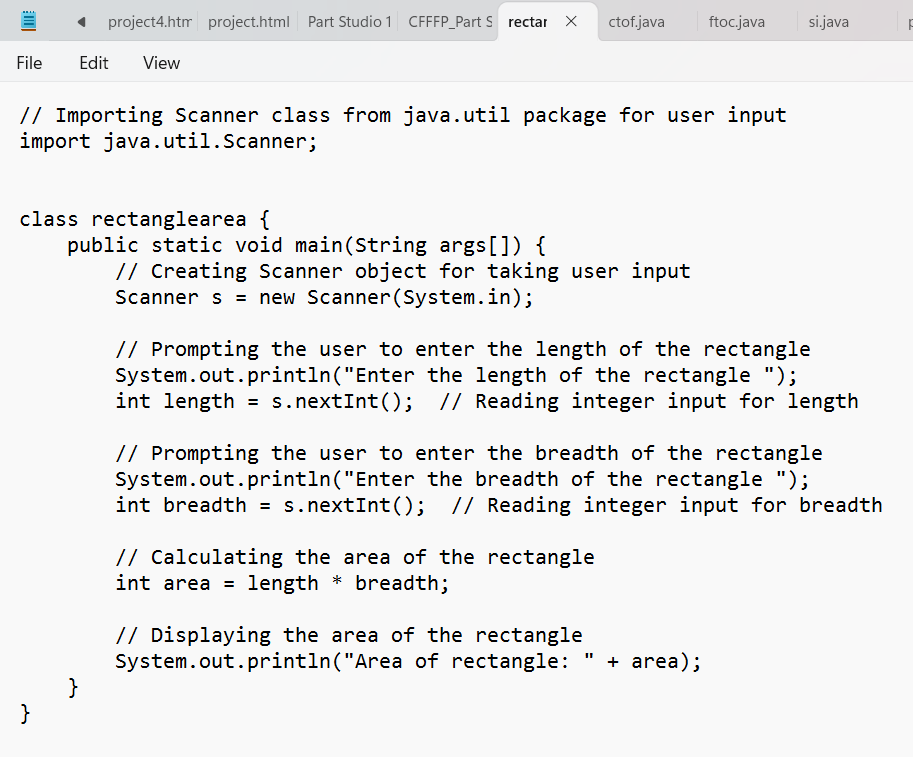 project4.htm project.html Part Studio 1 CFFFP_Part S rectar ctof.java ftoc.java si.java
File Edit View
// Importing Scanner class from java.util package for user input
import java.util.Scanner;
class rectanglearea {
    public static void main(String args[]) {
        // Creating Scanner object for taking user input
        Scanner s = new Scanner(System.in);
        // Prompting the user to enter the length of the rectangle
        System.out.println("Enter the length of the rectangle ");
        int length = s.nextInt();  // Reading integer input for length
        // Prompting the user to enter the breadth of the rectangle
        System.out.println("Enter the breadth of the rectangle ");
        int breadth = s.nextInt();  // Reading integer input for breadth
        // Calculating the area of the rectangle
        int area = length * breadth;
        // Displaying the area of the rectangle
        System.out.println("Area of rectangle: " + area);
    }
}